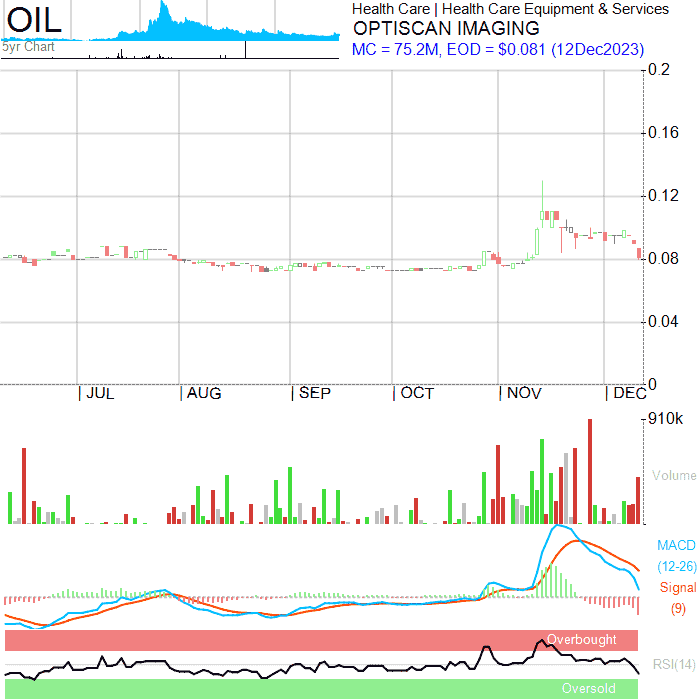 OIL
5yr Chart
Health Care | Health Care Equipment & Services
OPTISCAN IMAGING
MC = 75.2M, EOD = $0.081 (12Dec2023)
0.2
0.16
0.12
0.08
0.04
0
| JUL | AUG | SEP | OCT | NOV | DEC
910k
Volume
MACD
(12-26)
Signal
(9)
Overbought
RSI(14)
Oversold